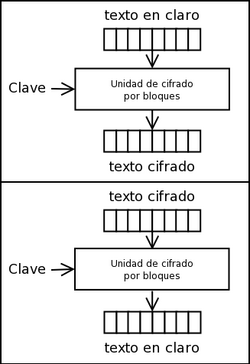 texto en claro
Clave
Unidad de cifrado
por bloques
texto cifrado
texto cifrado
Clave
Unidad de cifrado
por bloques
texto en claro